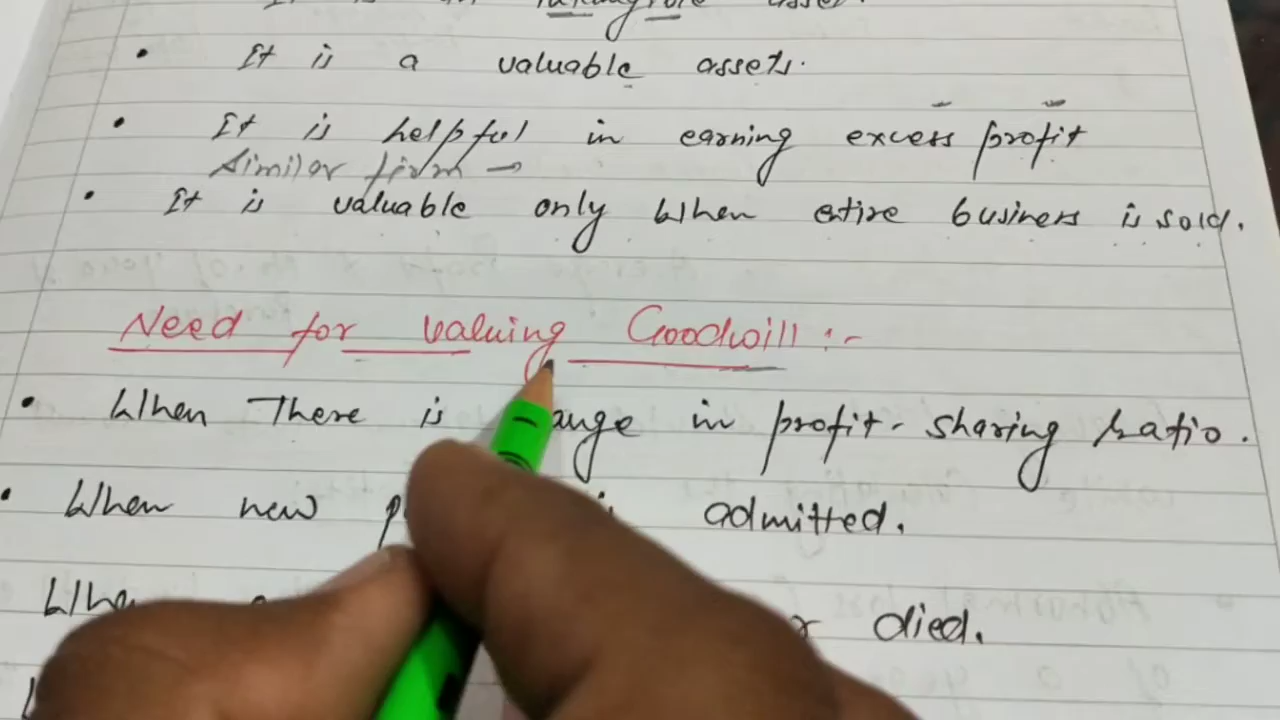 • It is a valuable assets.
• It is helpful in earning excess profit
Similar firm →
• It is valuable only when entire business is sold.
Need for valuing Goodwill :-
• When There is ange in profit-sharing ratio.
• When new admitted.
When died.